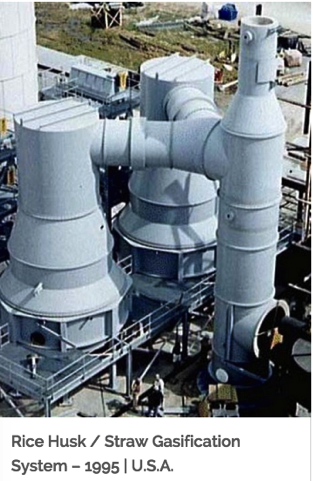 Rice Husk / Straw Gasification
System – 1995 | U.S.A.